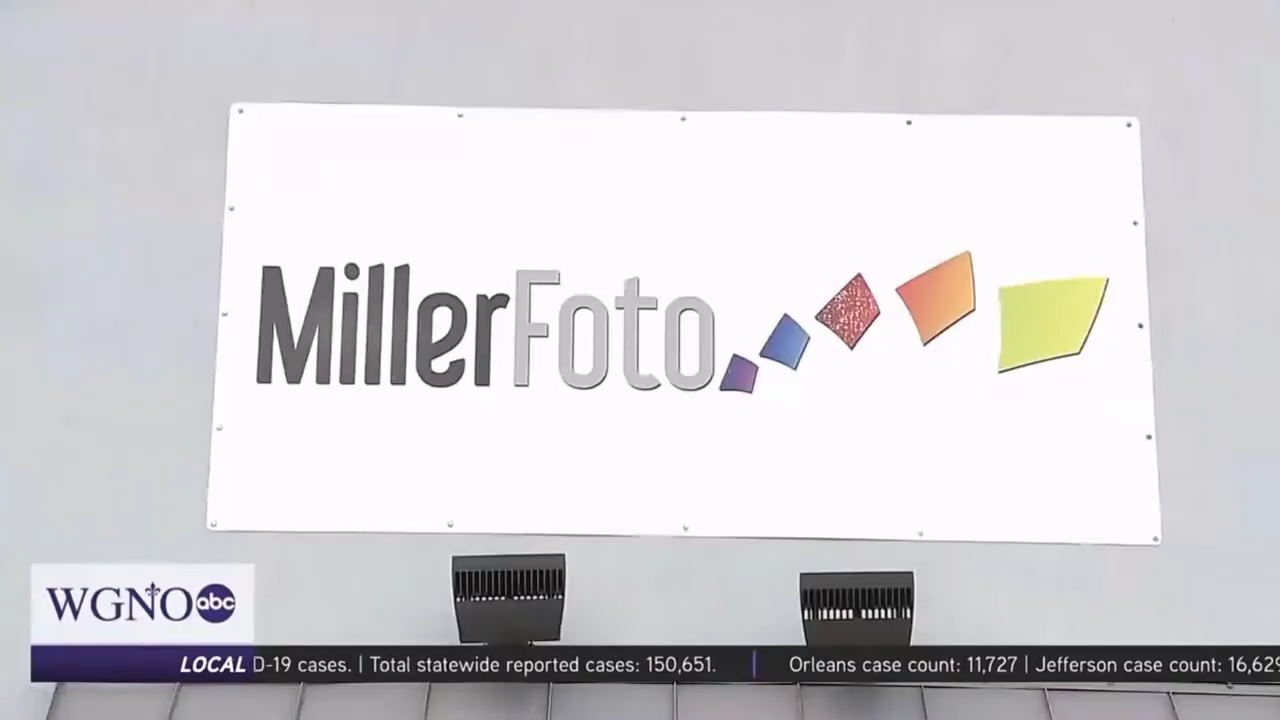 MillerFoto
WGNO abc
LOCAL D-19 cases. | Total statewide reported cases: 150,651. | Orleans case count: 11,727 | Jefferson case count: 16,629